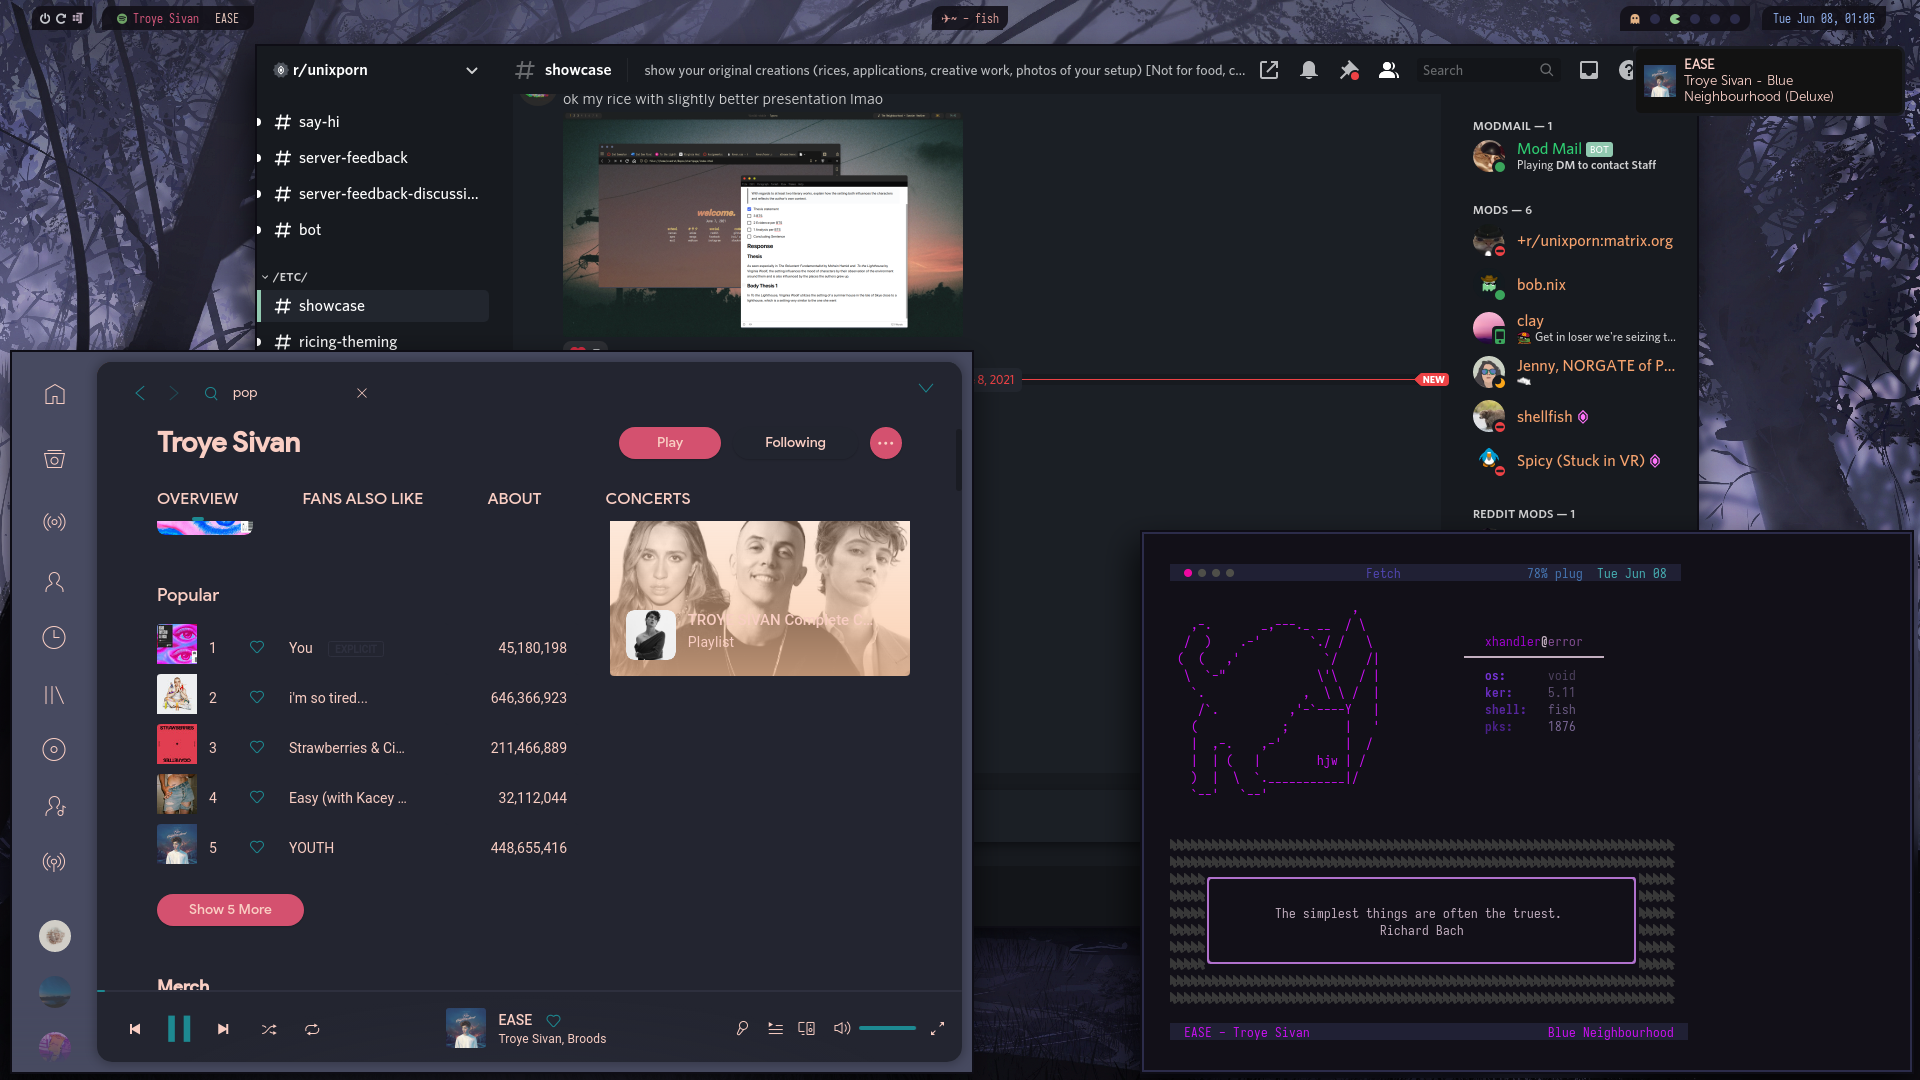 Troye Sivan EASE
~ - fish
Tue Jun 08, 01:05
r/unixporn
# showcase
show your original creations (rices, applications, creative work, photos of your setup) [Not for food, c...
Search
EASE
Troye Sivan - Blue
Neighbourhood (Deluxe)
# say-hi
# server-feedback
# server-feedback-discussi...
# bot
/ETC/
# showcase
# ricing-theming
ok my rice with slightly better presentation lmao
welcome.
Response
Thesis
Body Thesis 1
8, 2021
NEW
MODMAIL — 1
Mod Mail BOT
Playing DM to contact Staff
MODS — 6
+r/unixporn:matrix.org
bob.nix
clay
Get in loser we're seizing t...
Jenny, NORGATE of P...
shellfish
Spicy (Stuck in VR)
REDDIT MODS — 1
pop
Troye Sivan
Play
Following
OVERVIEW
FANS ALSO LIKE
ABOUT
CONCERTS
TROYE SIVAN Complete C...
Playlist
Popular
1 You EXPLICIT 45,180,198
2 i'm so tired... 646,366,923
3 Strawberries & Ci... 211,466,889
4 Easy (with Kacey ... 32,112,044
5 YOUTH 448,655,416
Show 5 More
Merch
EASE
Troye Sivan, Broods
Fetch
78% plug Tue Jun 08
hjw
xhandler@error
os: void
ker: 5.11
shell: fish
pks: 1876
The simplest things are often the truest.
Richard Bach
EASE - Troye Sivan
Blue Neighbourhood